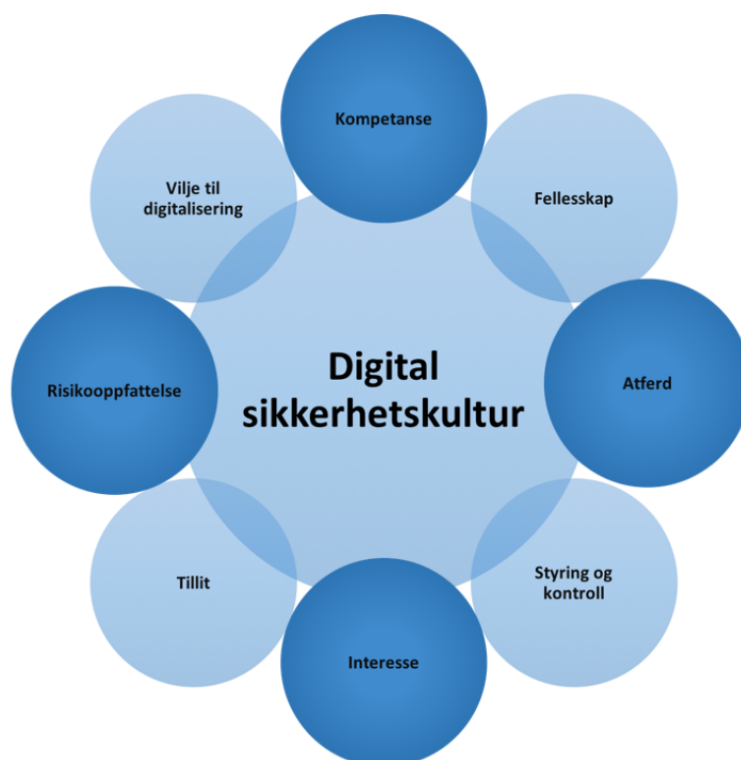 Kompetanse
Vilje til
digitalisering
Fellesskap
Risikooppfattelse
Digital
sikkerhetskultur
Atferd
Tillit
Styring og
kontroll
Interesse